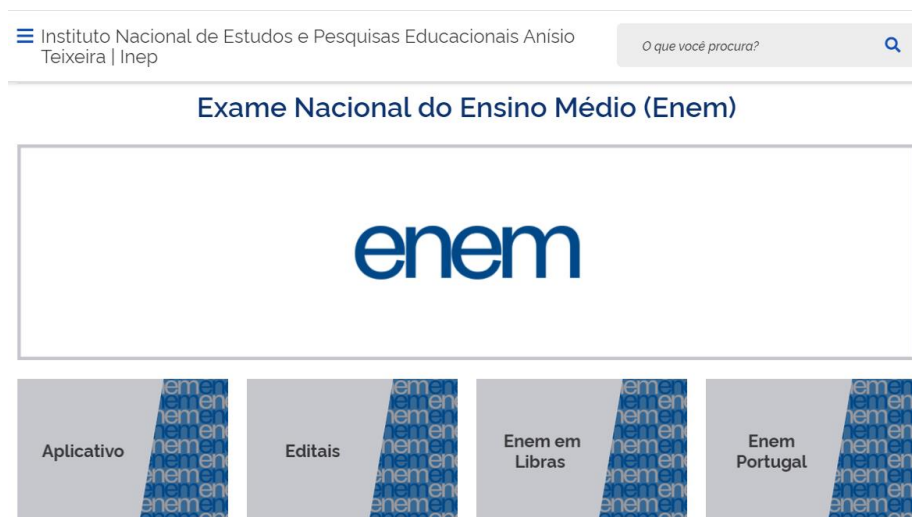 Instituto Nacional de Estudos e Pesquisas Educacionais Anísio
Teixeira | Inep
O que você procura?
Exame Nacional do Ensino Médio (Enem)
enem
Aplicativo
Editais
Enem em
Libras
Enem
Portugal